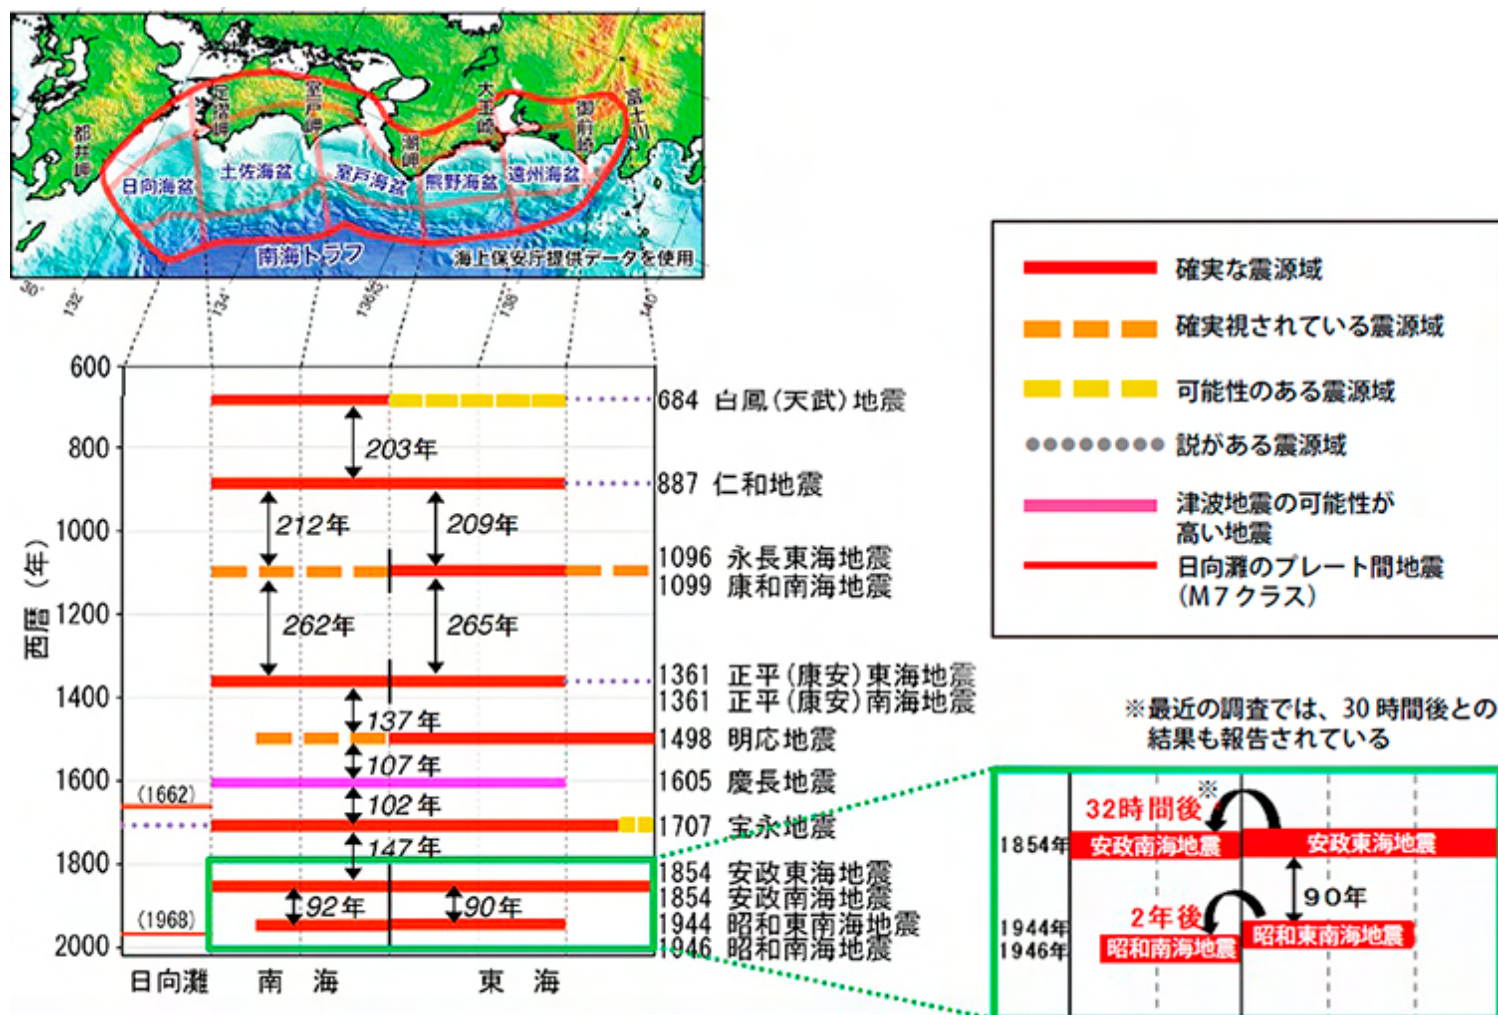 都井岬
足摺岬
室戸岬
潮岬
大王崎
御前崎
富士川
日向海盆
土佐海盆
室戸海盆
熊野海盆
遠州海盆
南海トラフ
海上保安庁提供データを使用
30°
132°
134°
136°
138°
140°
確実な震源域
確実視されている震源域
可能性のある震源域
説がある震源域
津波地震の可能性が
高い地震
日向灘のプレート間地震
(M7クラス)
西暦(年)
600
800
1000
1200
1400
1600
1800
2000
684 白鳳(天武)地震
203年
887 仁和地震
212年
209年
1096 永長東海地震
1099 康和南海地震
262年
265年
1361 正平(康安)東海地震
1361 正平(康安)南海地震
137年
1498 明応地震
107年
1605 慶長地震
(1662)
102年
1707 宝永地震
147年
1854 安政東海地震
1854 安政南海地震
92年
90年
1944 昭和東南海地震
(1968)
1946 昭和南海地震
日向灘
南海
東海
※最近の調査では、30時間後との
結果も報告されている
※
32時間後
1854年
安政南海地震
安政東海地震
90年
2年後
1944年
昭和東南海地震
1946年
昭和南海地震